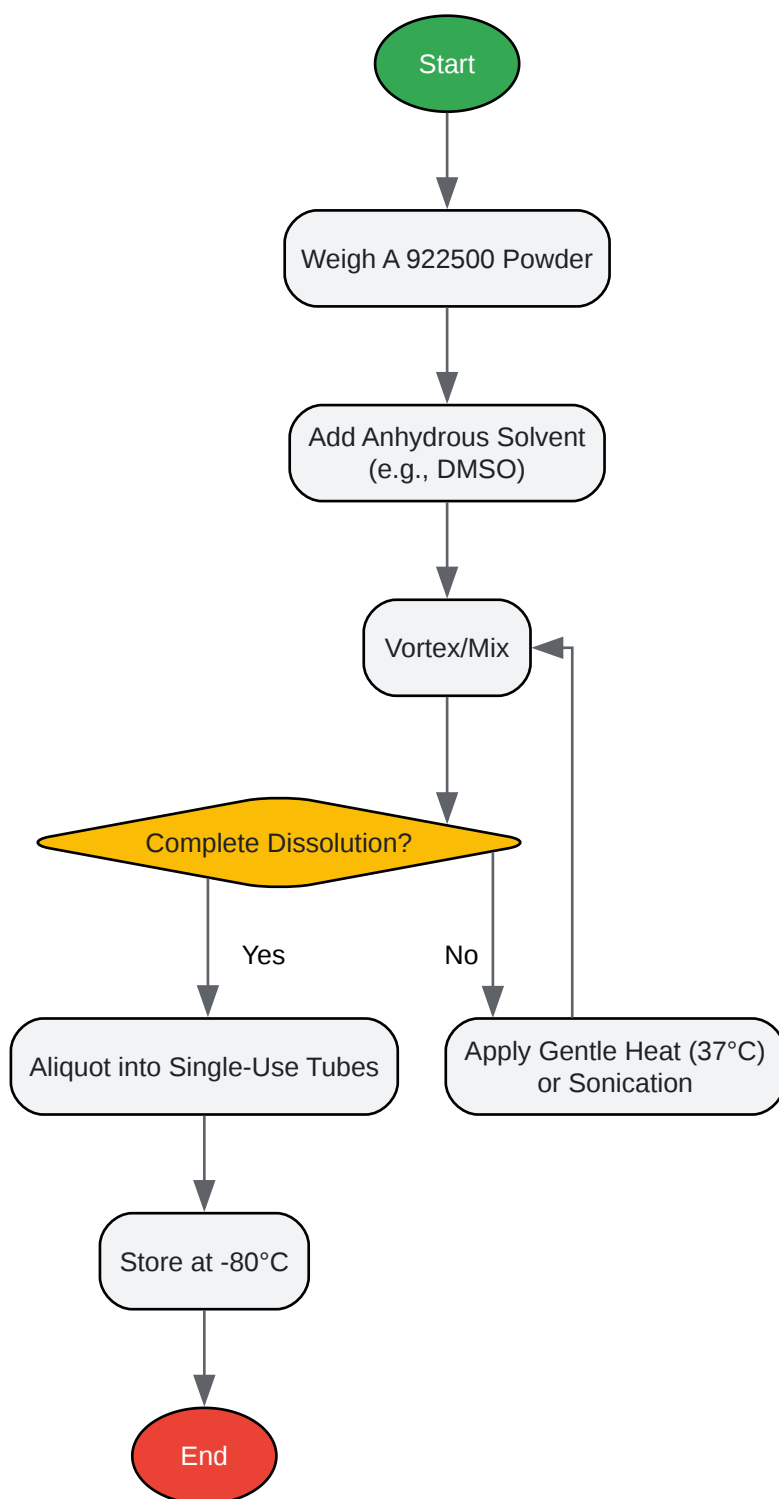 Start
Weigh A 922500 Powder
Add Anhydrous Solvent
(e.g., DMSO)
Vortex/Mix
Complete Dissolution?
Yes
No
Aliquot into Single-Use Tubes
Apply Gentle Heat (37°C)
or Sonication
Store at -80°C
End